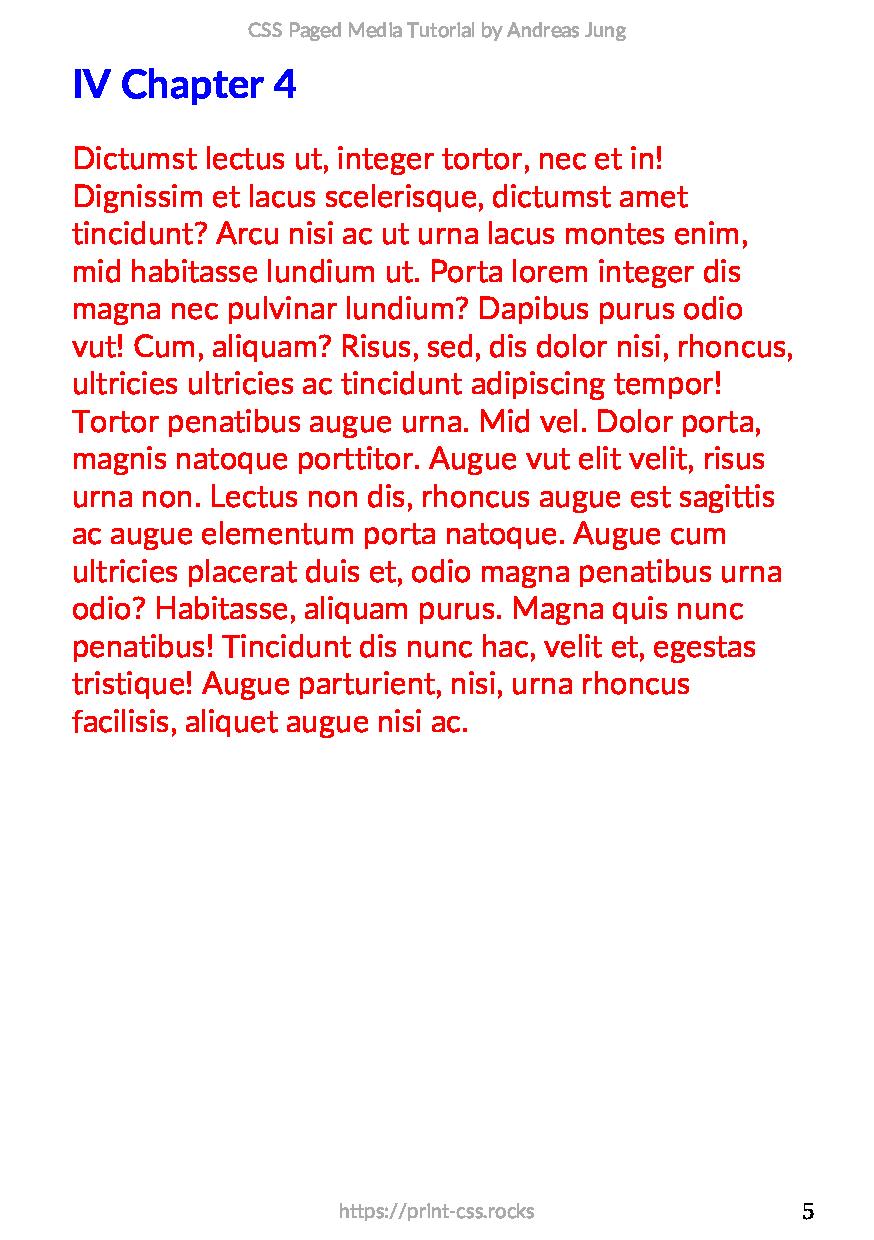 CSS Paged Media Tutorial by Andreas Jung
IV Chapter 4
Dictumst lectus ut, integer tortor, nec et in!
Dignissim et lacus scelerisque, dictumst amet
tincidunt? Arcu nisi ac ut urna lacus montes enim,
mid habitasse lundium ut. Porta lorem integer dis
magna nec pulvinar lundium? Dapibus purus odio
vut! Cum, aliquam? Risus, sed, dis dolor nisi, rhoncus,
ultricies ultricies ac tincidunt adipiscing tempor!
Tortor penatibus augue urna. Mid vel. Dolor porta,
magnis natoque porttitor. Augue vut elit velit, risus
urna non. Lectus non dis, rhoncus augue est sagittis
ac augue elementum porta natoque. Augue cum
ultricies placerat duis et, odio magna penatibus urna
odio? Habitasse, aliquam purus. Magna quis nunc
penatibus! Tincidunt dis nunc hac, velit et, egestas
tristique! Augue parturient, nisi, urna rhoncus
facilisis, aliquet augue nisi ac.
https://print-css.rocks
5